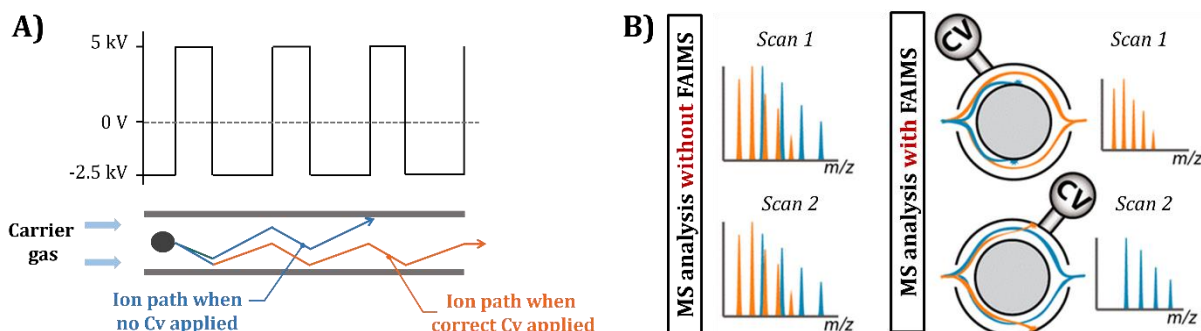 A)
5 kV
0 V
-2.5 kV
Carrier
gas
Ion path when
no Cv applied
Ion path when
correct Cv applied
B)
MS analysis without FAIMS
Scan 1
m/z
Scan 2
m/z
MS analysis with FAIMS
CV
Scan 1
m/z
CV
Scan 2
m/z